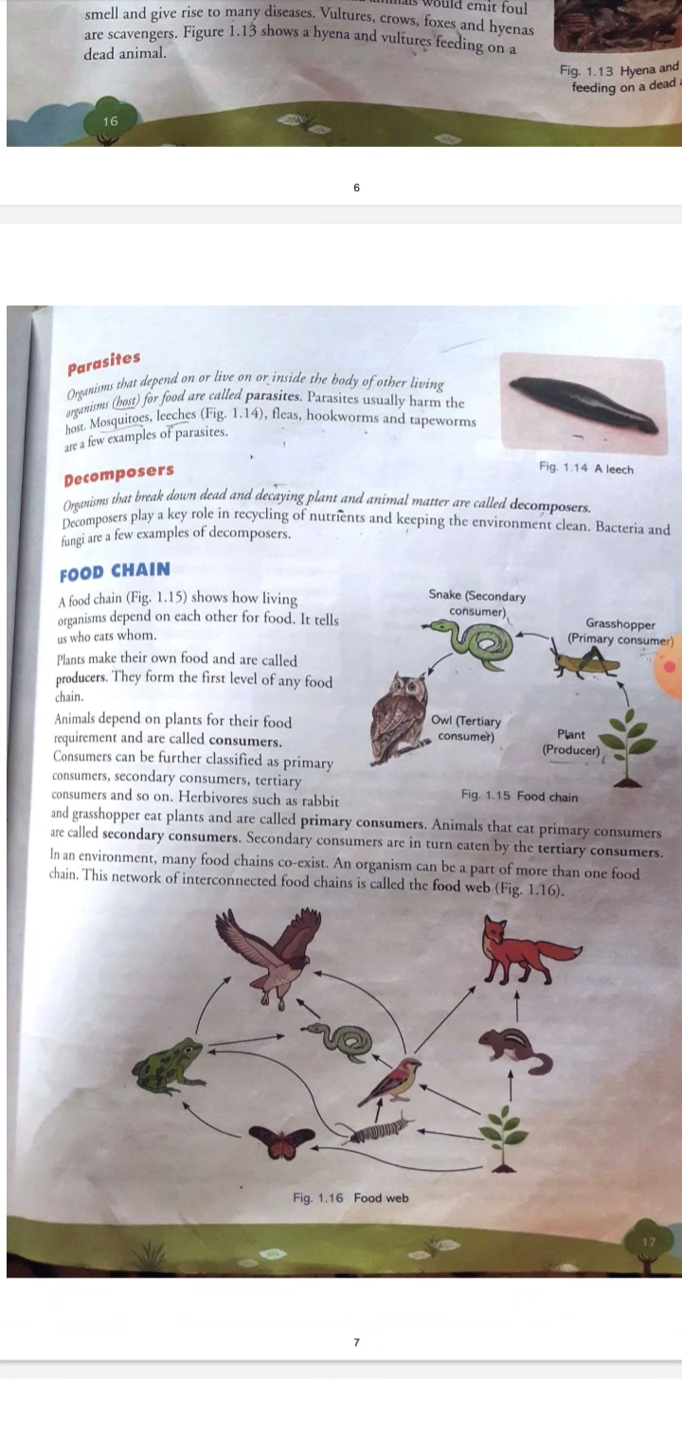 would emit foul
smell and give rise to many diseases. Vultures, crows, foxes and hyenas
are scavengers. Figure 1.13 shows a hyena and vultures feeding on a
dead animal.
Fig. 1.13 Hyena and
feeding on a dead
16
6
Parasites
Organisms that depend on or live on or inside the body of other living
organisms (host) for food are called parasites. Parasites usually harm the
host. Mosquitoes, leeches (Fig. 1.14), fleas, hookworms and tapeworms
are a few examples of parasites.
Fig. 1.14 A leech
Decomposers
Organisms that break down dead and decaying plant and animal matter are called decomposers.
Decomposers play a key role in recycling of nutrients and keeping the environment clean. Bacteria and
fungi are a few examples of decomposers.
FOOD CHAIN
A food chain (Fig. 1.15) shows how living
organisms depend on each other for food. It tells
us who eats whom.
Plants make their own food and are called
producers. They form the first level of any food
chain.
Animals depend on plants for their food
requirement and are called consumers.
Consumers can be further classified as primary
consumers, secondary consumers, tertiary
consumers and so on. Herbivores such as rabbit
and grasshopper eat plants and are called primary consumers. Animals that eat primary consumers
are called secondary consumers. Secondary consumers are in turn eaten by the tertiary consumers.
Snake (Secondary
consumer)
Grasshopper
(Primary consumer)
Owl (Tertiary
consumer)
Plant
(Producer)
Fig. 1.15 Food chain
In an environment, many food chains co-exist. An organism can be a part of more than one food
chain. This network of interconnected food chains is called the food web (Fig. 1.16).
Fig. 1.16 Food web
17
7